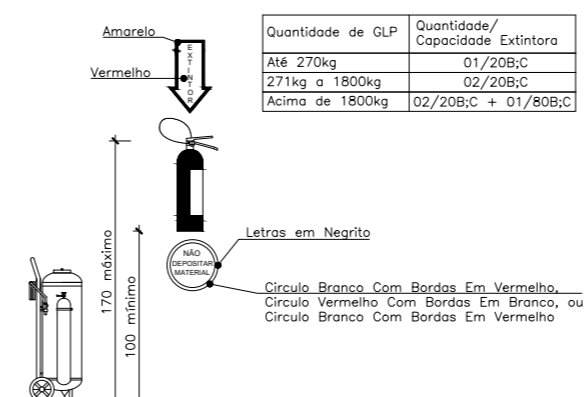 Amarelo
Vermelho
EXTINTOR
Quantidade de GLP Quantidade/ Capacidade Extintora
Até 270kg 01/20B;C
271kg a 1800kg 02/20B;C
Acima de 1800kg 02/20B;C + 01/80B;C
170 máximo
100 mínimo
NÃO
DEPOSITAR
MATERIAL
Letras em Negrito
Circulo Branco Com Bordas Em Vermelho,
Circulo Vermelho Com Bordas Em Branco, ou
Circulo Branco Com Bordas Em Vermelho